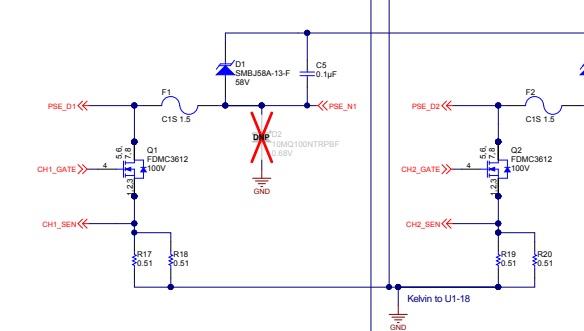 D1
SMBJ58A-13-F
58V
C5
0.1µF
F1
C1S 1.5
PSE_D1
PSE_N1
DNP
D2
10MQ100NTRPBF
0.68V
GND
Q1
FDMC3612
100V
5,6,
7,8
4
1,2,3
CH1_GATE
CH1_SEN
R17
0.51
R18
0.51
F2
C1S 1.5
PSE_D2
Q2
FDMC3612
100V
5,6,
7,8
4
1,2,3
CH2_GATE
CH2_SEN
R19
0.51
R20
0.51
Kelvin to U1-18
GND